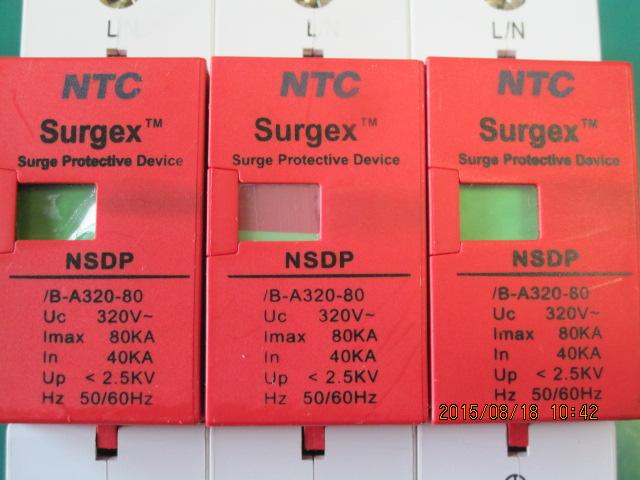 L/N
L
L/N
NTC
Surgex™
Surge Protective Device
NSDP
/B-A320-80
Uc 320V~
Imax 80KA
In 40KA
Up < 2.5KV
Hz 50/60Hz
NTC
Surgex™
Surge Protective Device
NSDP
/B-A320-80
Uc 320V~
Imax 80KA
In 40KA
Up < 2.5KV
Hz 50/60Hz
NTC
Surgex™
Surge Protective Device
NSDP
/B-A320-80
Uc 320V~
Imax 80KA
In 40KA
Up < 2.5KV
Hz 50/60Hz
2015/08/18 10:42